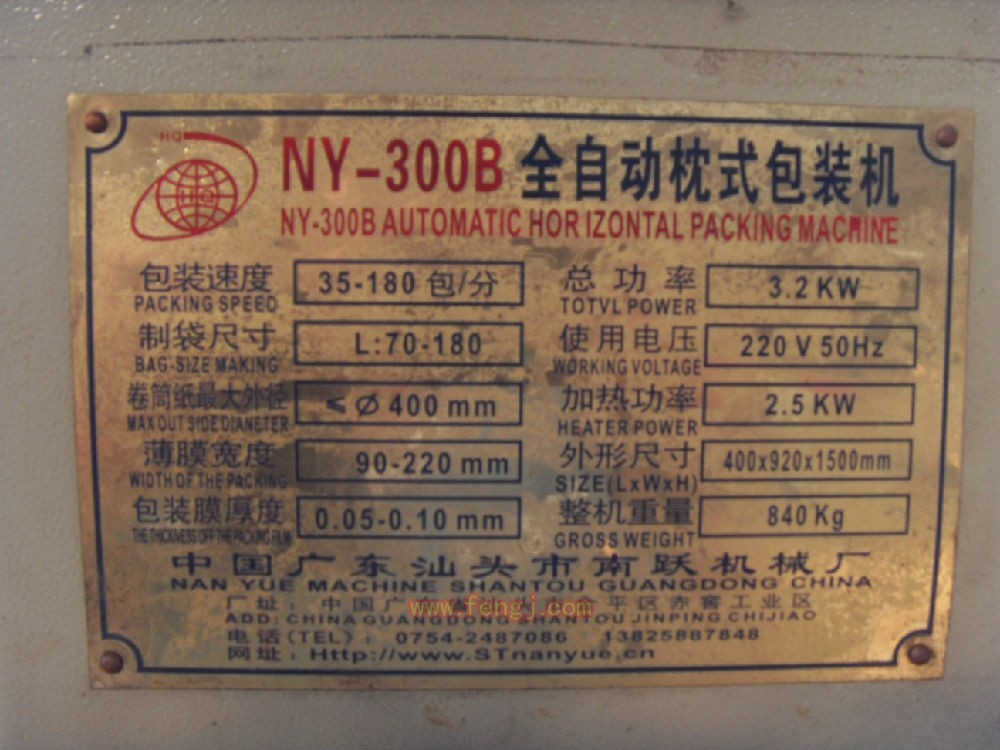 HQ
NY-300B 全自动枕式包装机
NY-300B AUTOMATIC HOR IZONTAL PACKING MACHINE
包装速度 35-180 包/分 总功率 3.2 KW
PACKING SPEED TOTVL POWER
制袋尺寸 L:70-180 使用电压 220 V 50Hz
BAG-SIZE MAKING WORKING VOLTAGE
卷筒纸最大外径 ≤ Ø 400 mm 加热功率 2.5 KW
MAX OUT SIDE DIANETER HEATER POWER
薄膜宽度 90-220 mm 外形尺寸 400x920x1500mm
WIDTH OF THE PACKING SIZE(LxWxH)
包装膜厚度 0.05-0.10 mm 整机重量 840 Kg
THE THICKIVESS OFF THE PACKING FILM GROSS WEIGHT
中国广东汕头市南跃机械厂
NAN YUE MACHINE SHANTOU GUANGDONG CHINA
厂址: 中国广 平区赤窖工业区
www.fehgj.com
ADD: CHINA GUANGDONG SHANTOU JINPING CHIJIAO
电话(TEL): 0754-2487086 13825887848
网址: Http://www.STnanyue.cn